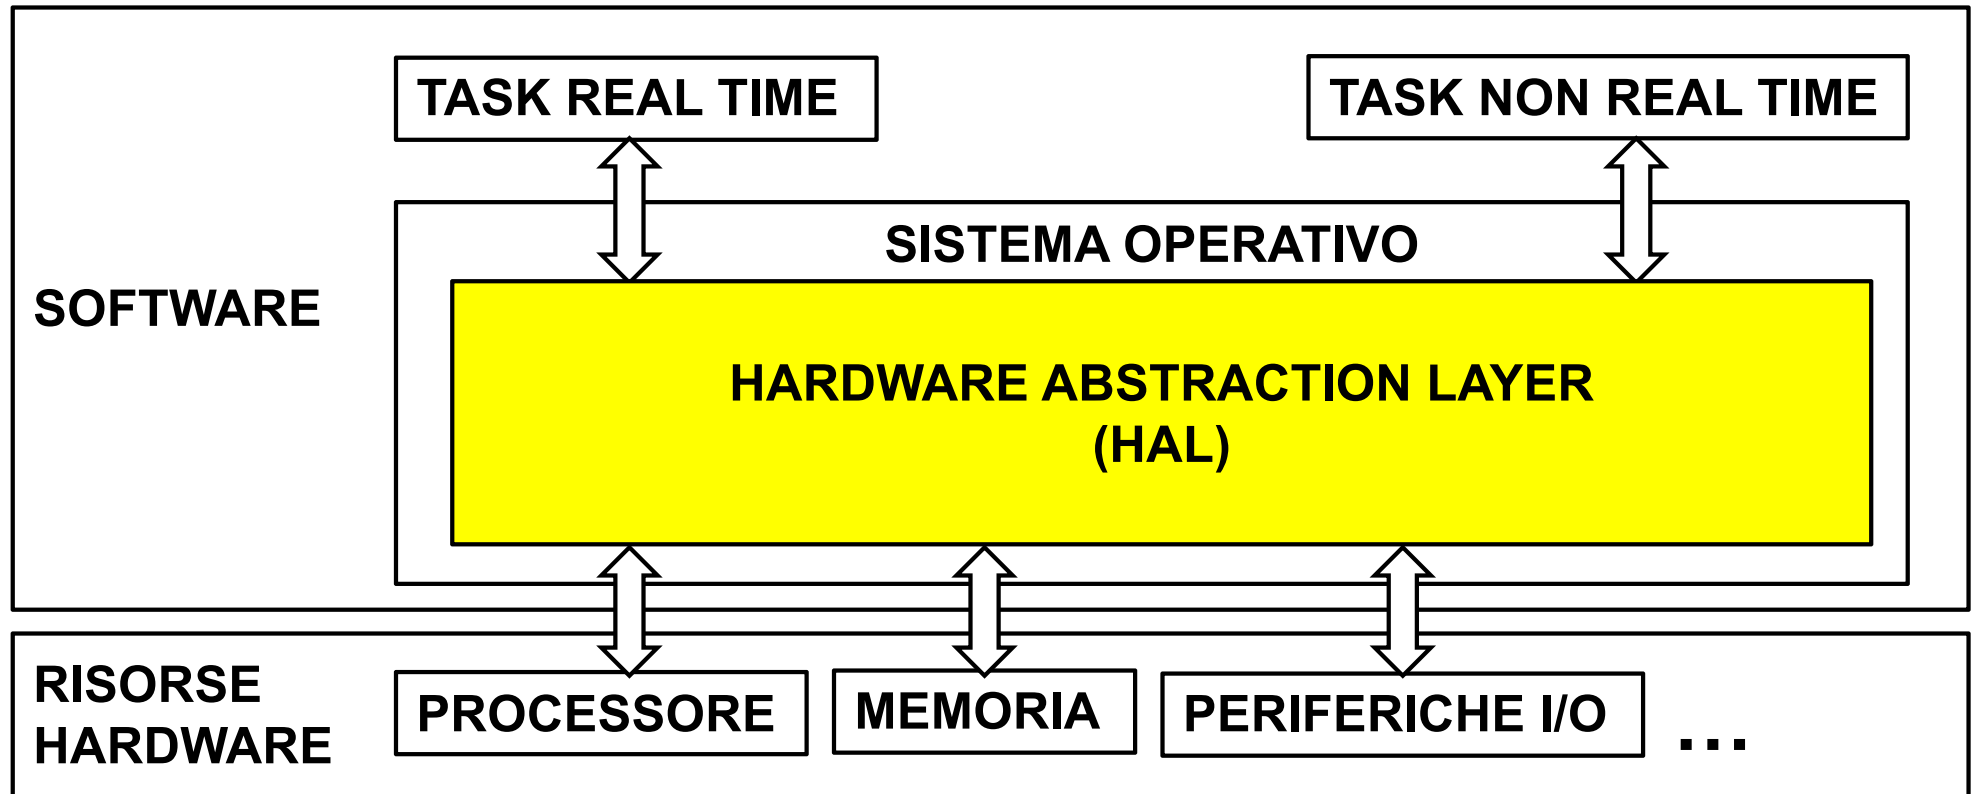 TASK REAL TIME
TASK NON REAL TIME
SISTEMA OPERATIVO
SOFTWARE
HARDWARE ABSTRACTION LAYER
(HAL)
RISORSE
HARDWARE
PROCESSORE
MEMORIA
PERIFERICHE I/O
...